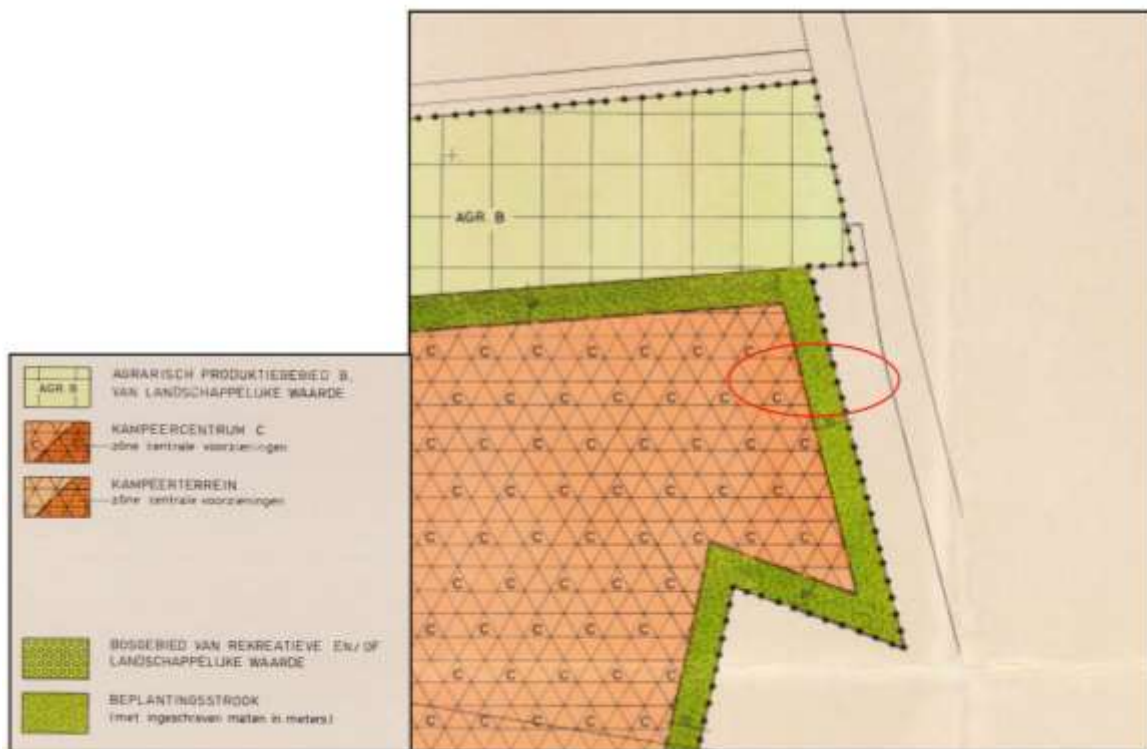 AGR B
AGR B
AGRARISCH PRODUKTIEGEBIED B,
VAN LANDSCHAPPELIJKE WAARDE
KAMPEERCENTRUM C
zône centrale voorzieningen
KAMPEERTERREIN
zône centrale voorzieningen
BOSGEBIED VAN REKREATIEVE EN/OF
LANDSCHAPPELIJKE WAARDE
BEPLANTINGSSTROOK
(met ingeschreven maten in meters)
C C C C C C C
C C C C C C C
C C C C C C C C
C C C C C C C
C C C C C C C C
C C C C C C
C C C C C C
C C C C C
C C C C C